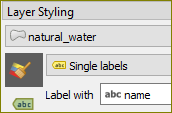 Layer Styling
natural_water
abc Single labels
abc
Label with abc name